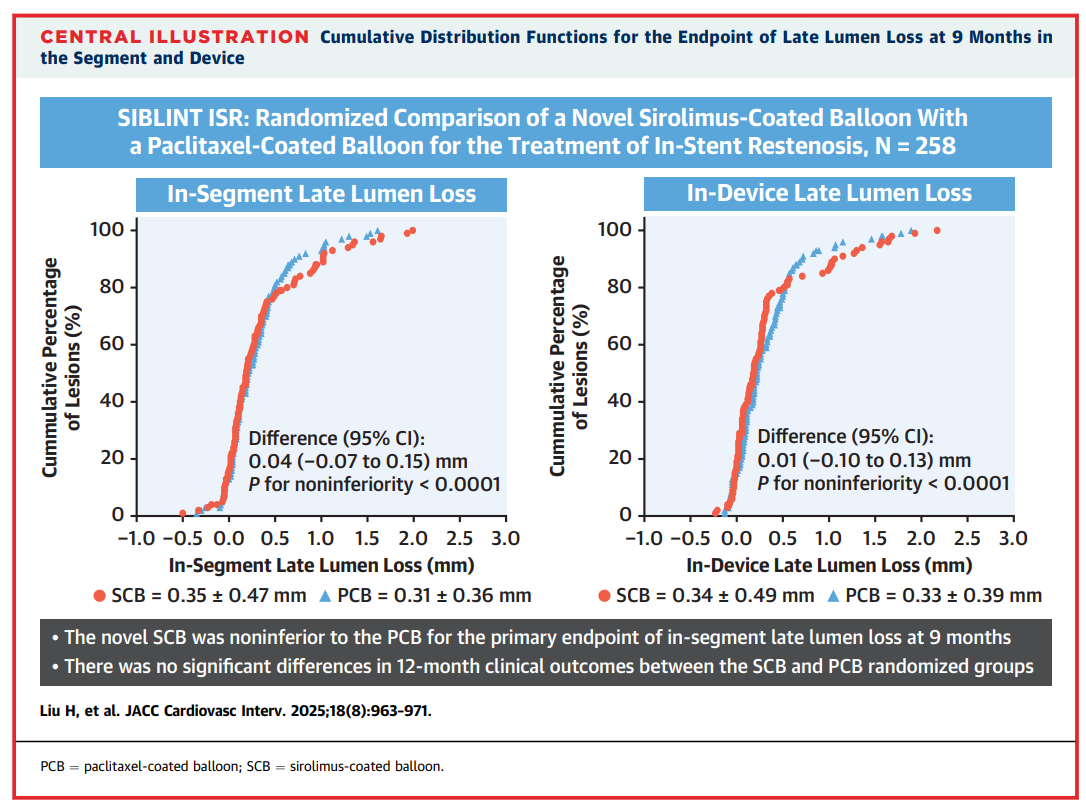 CENTRAL ILLUSTRATION Cumulative Distribution Functions for the Endpoint of Late Lumen Loss at 9 Months in
the Segment and Device
SIBLINT ISR: Randomized Comparison of a Novel Sirolimus-Coated Balloon With
a Paclitaxel-Coated Balloon for the Treatment of In-Stent Restenosis, N = 258
In-Segment Late Lumen Loss
Cummulative Percentage
of Lesions (%)
100
80
60
40
20
0
Difference (95% CI):
0.04 (−0.07 to 0.15) mm
P for noninferiority < 0.0001
−1.0 −0.5 0.0 0.5 1.0 1.5 2.0 2.5 3.0
In-Segment Late Lumen Loss (mm)
SCB = 0.35 ± 0.47 mm PCB = 0.31 ± 0.36 mm
In-Device Late Lumen Loss
Cummulative Percentage
of Lesions (%)
100
80
60
40
20
0
Difference (95% CI):
0.01 (−0.10 to 0.13) mm
P for noninferiority < 0.0001
−1.0 −0.5 0.0 0.5 1.0 1.5 2.0 2.5 3.0
In-Device Late Lumen Loss (mm)
SCB = 0.34 ± 0.49 mm PCB = 0.33 ± 0.39 mm
• The novel SCB was noninferior to the PCB for the primary endpoint of in-segment late lumen loss at 9 months
• There was no significant differences in 12-month clinical outcomes between the SCB and PCB randomized groups
Liu H, et al. JACC Cardiovasc Interv. 2025;18(8):963–971.
PCB = paclitaxel-coated balloon; SCB = sirolimus-coated balloon.